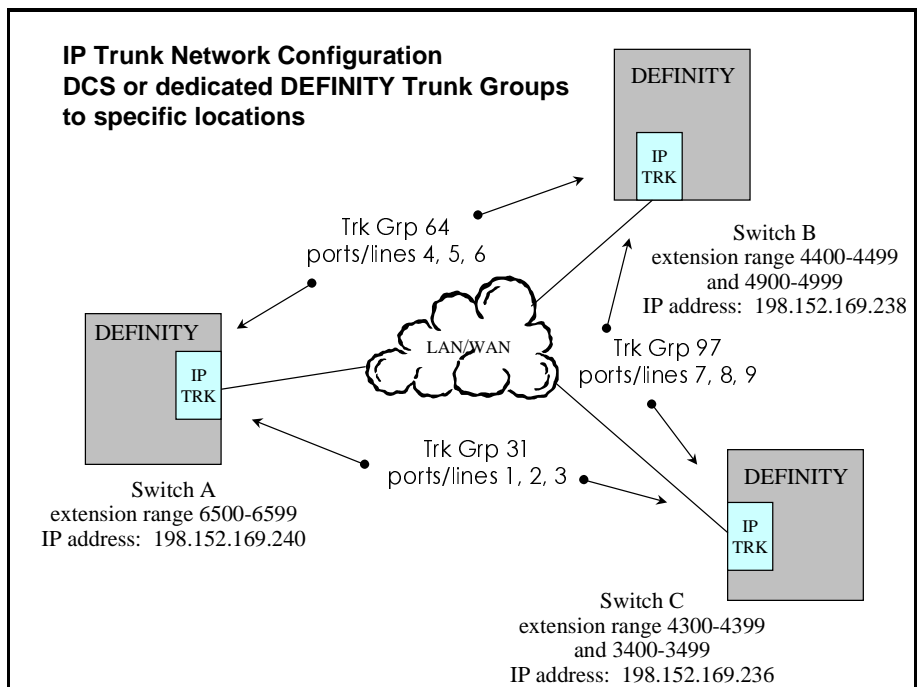 IP Trunk Network Configuration
DCS or dedicated DEFINITY Trunk Groups
to specific locations
DEFINITY
IP
TRK
Trk Grp 64
ports/lines 4, 5, 6
Switch B
extension range 4400-4499
and 4900-4999
IP address:  198.152.169.238
DEFINITY
IP
TRK
LAN/WAN
Trk Grp 97
ports/lines 7, 8, 9
Trk Grp 31
ports/lines 1, 2, 3
Switch A
extension range 6500-6599
IP address:  198.152.169.240
DEFINITY
IP
TRK
Switch C
extension range 4300-4399
and 3400-3499
IP address:  198.152.169.236